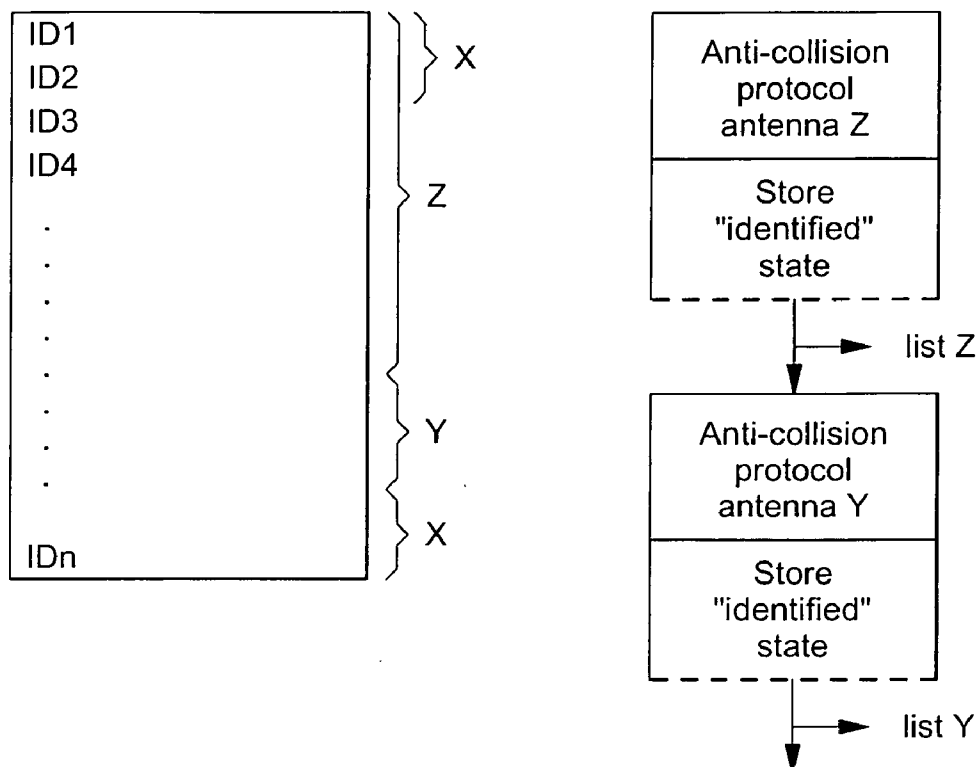 ID1
ID2
ID3
ID4
.
.
.
.
.
.
.
.
IDn
X
Z
Y
X
Anti-collision
protocol
antenna Z
Store
"identified"
state
list Z
Anti-collision
protocol
antenna Y
Store
"identified"
state
list Y